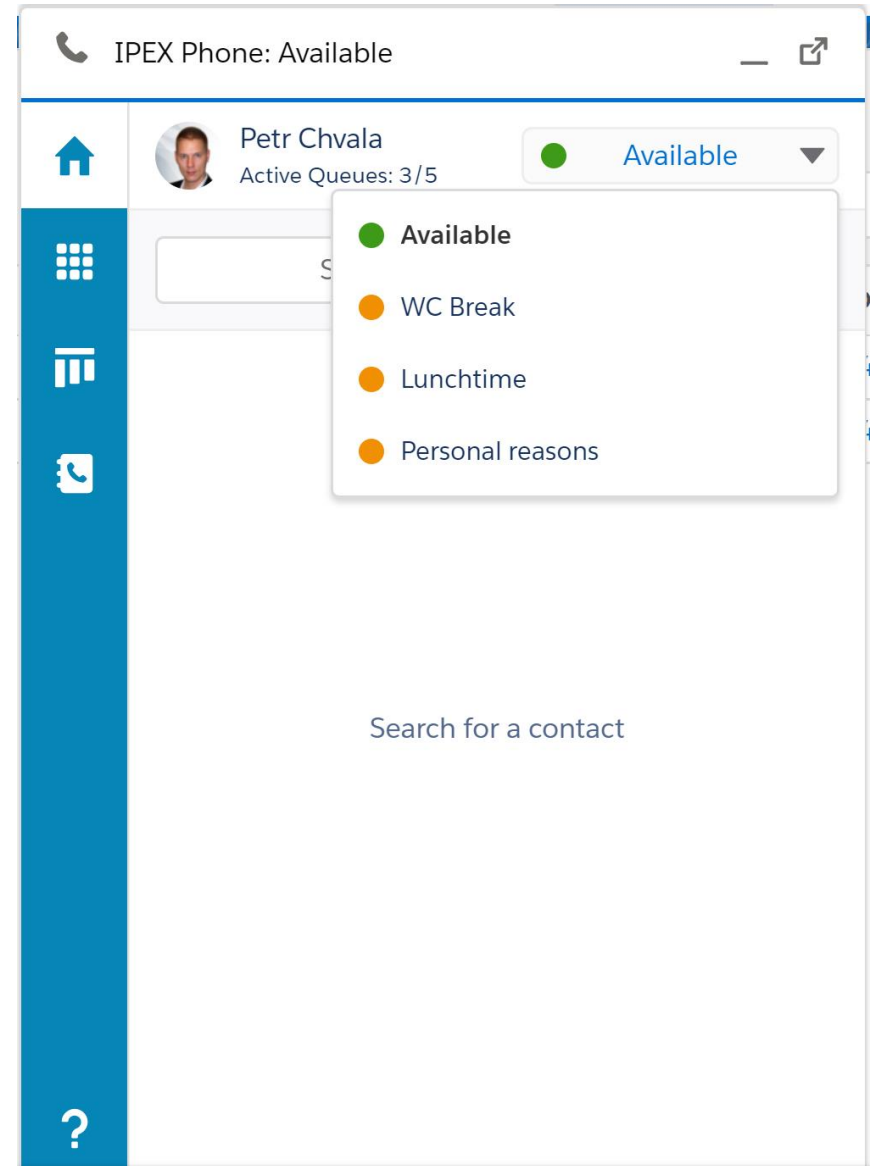 IPEX Phone: Available
Petr Chvala
Active Queues: 3/5
Available
Available
WC Break
Lunchtime
Personal reasons
Search for a contact
?